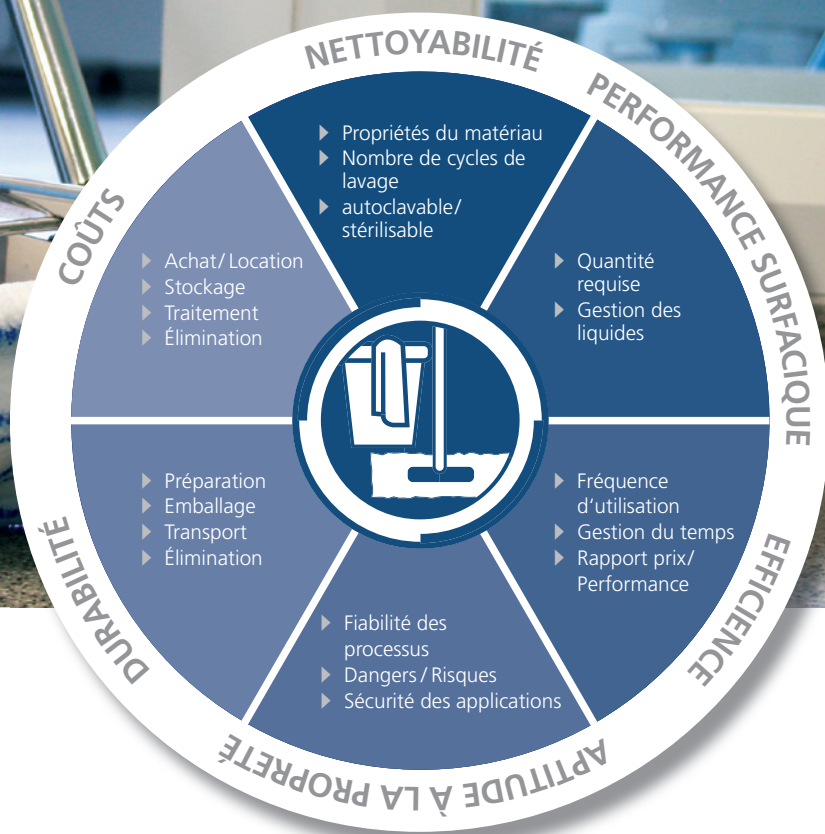 NETTOYABILITÉ
▶ Propriétés du matériau
▶ Nombre de cycles de
lavage
▶ autoclavable/
stérilisable
PERFORMANCE SURFACIQUE
▶ Quantité
requise
▶ Gestion des
liquides
EFFICIENCE
▶ Fréquence
d‘utilisation
▶ Gestion du temps
▶ Rapport prix/
Performance
APTITUDE À LA PROPRETÉ
▶ Fiabilité des
processus
▶ Dangers / Risques
▶ Sécurité des applications
DURABILITÉ
▶ Préparation
▶ Emballage
▶ Transport
▶ Élimination
COÛTS
▶ Achat / Location
▶ Stockage
▶ Traitement
▶ Élimination